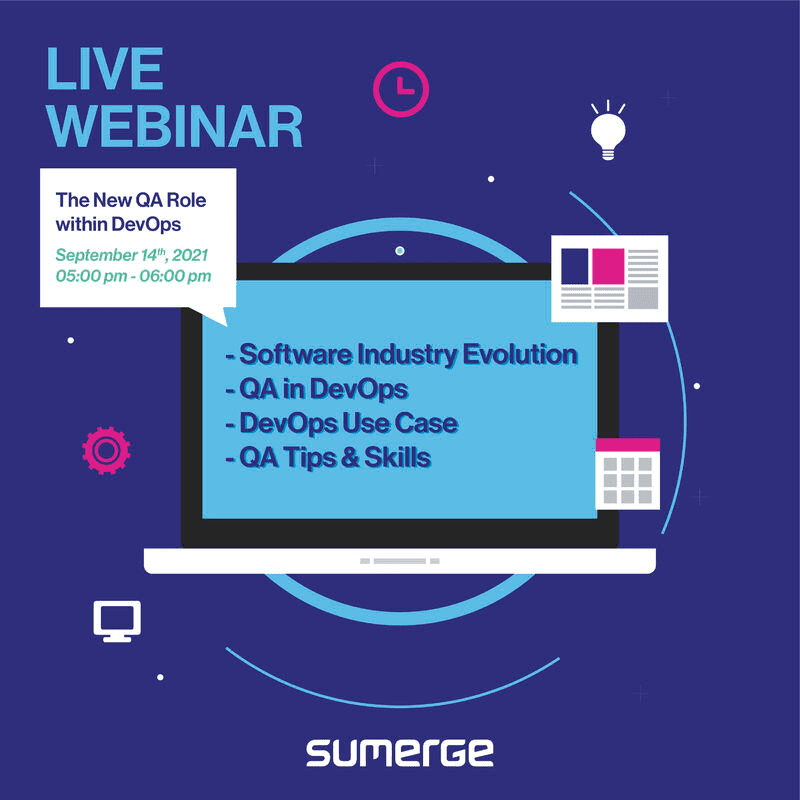 LIVE
WEBINAR
The New QA Role
within DevOps
September 14th, 2021
05:00 pm - 06:00 pm
- Software Industry Evolution
- QA in DevOps
- DevOps Use Case
- QA Tips & Skills
sumerge